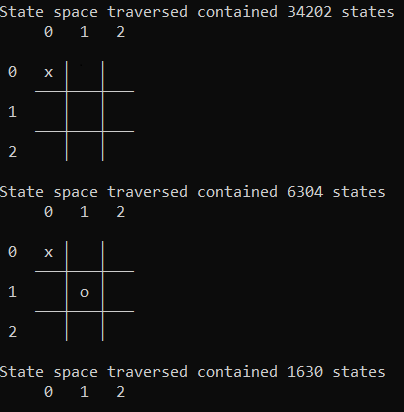 State space traversed contained 34202 states
0 1 2
0 x
1
2
State space traversed contained 6304 states
0 1 2
0 x
1 o
2
State space traversed contained 1630 states
0 1 2